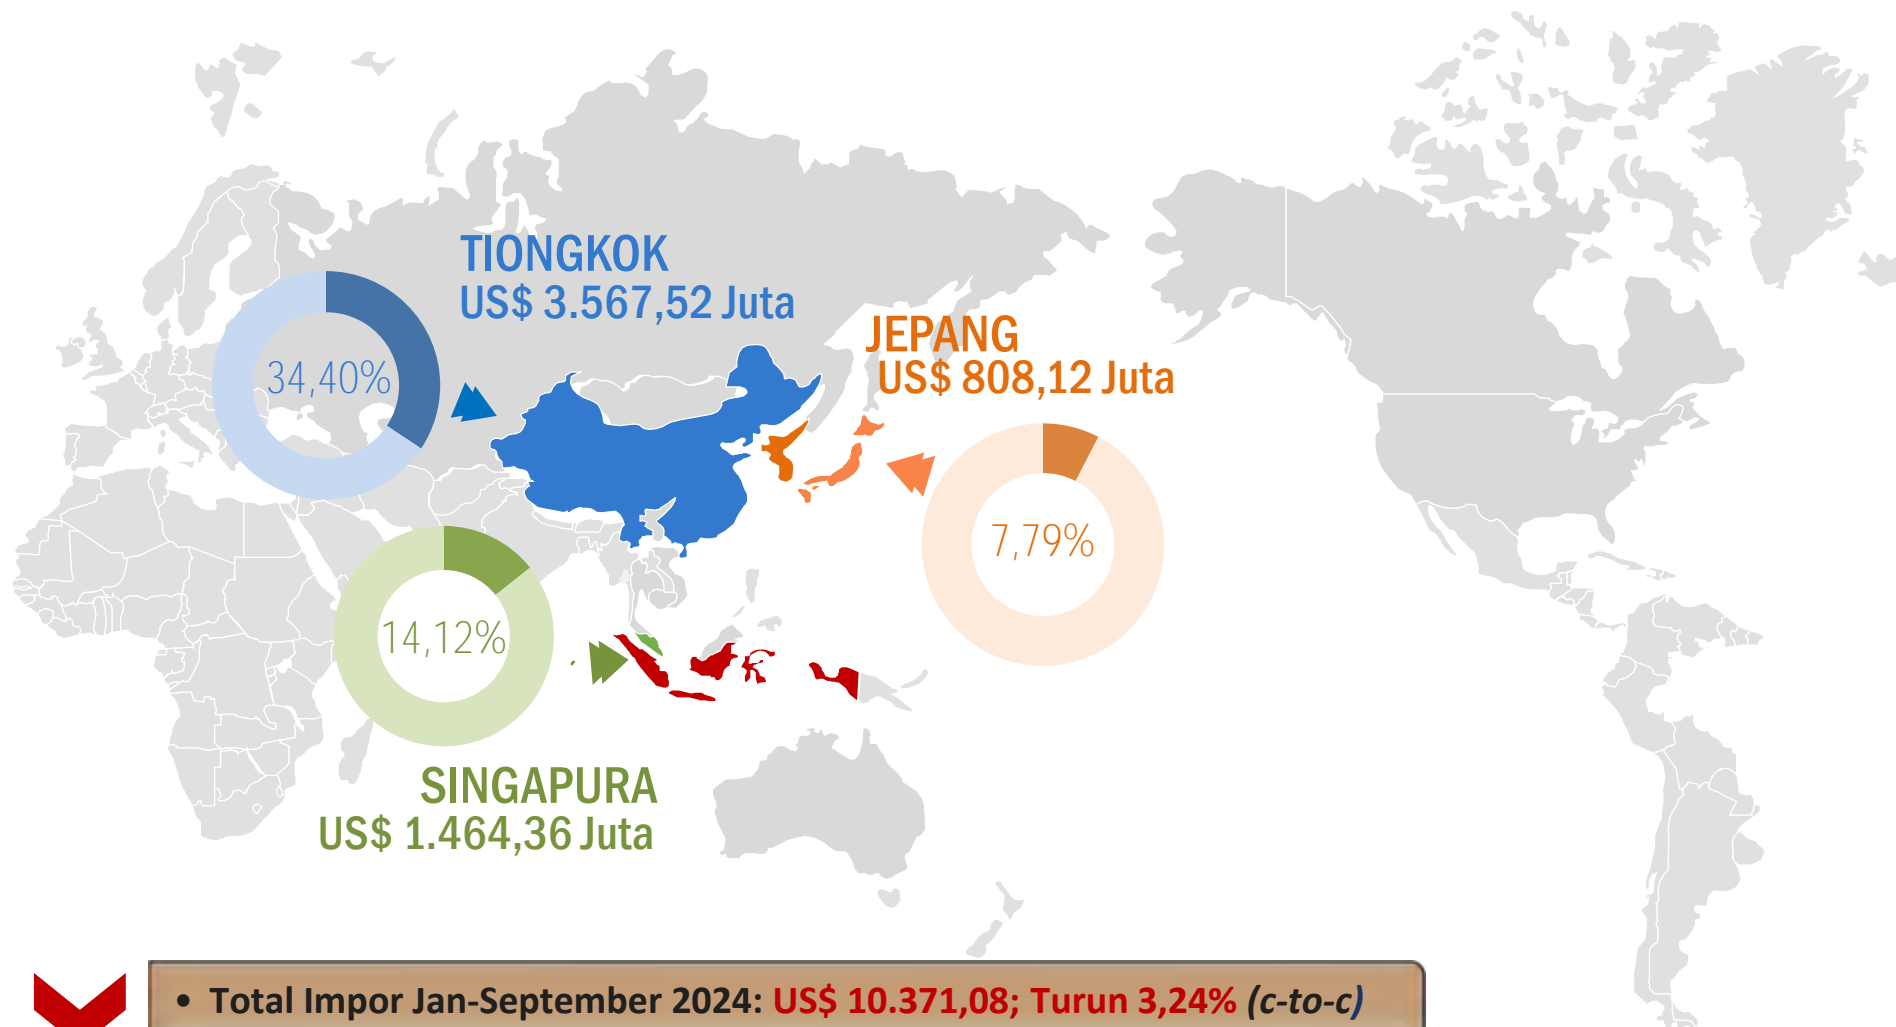 TIONGKOK
US$ 3.567,52 Juta
34,40%
JEPANG
US$ 808,12 Juta
7,79%
14,12%
SINGAPURA
US$ 1.464,36 Juta
• Total Impor Jan-September 2024: US$ 10.371,08; Turun 3,24% (c-to-c)